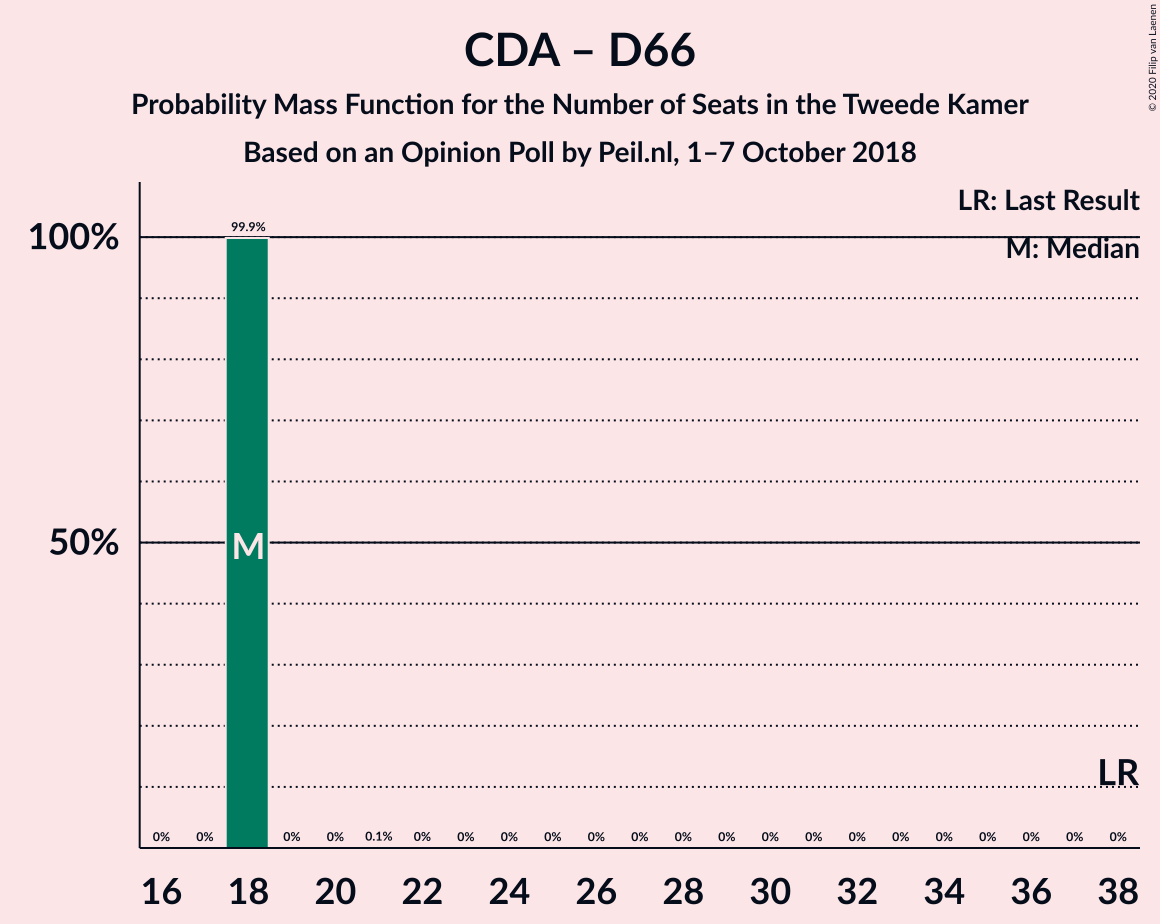 CDA – D66
Probability Mass Function for the Number of Seats in the Tweede Kamer
Based on an Opinion Poll by Peil.nl, 1–7 October 2018
© 2020 Filip van Laenen
LR: Last Result
M: Median
100%
50%
99.9%
M
LR
0% 0% 0% 0% 0.1% 0% 0% 0% 0% 0% 0% 0% 0% 0% 0% 0% 0% 0% 0% 0% 0% 0%
16 18 20 22 24 26 28 30 32 34 36 38